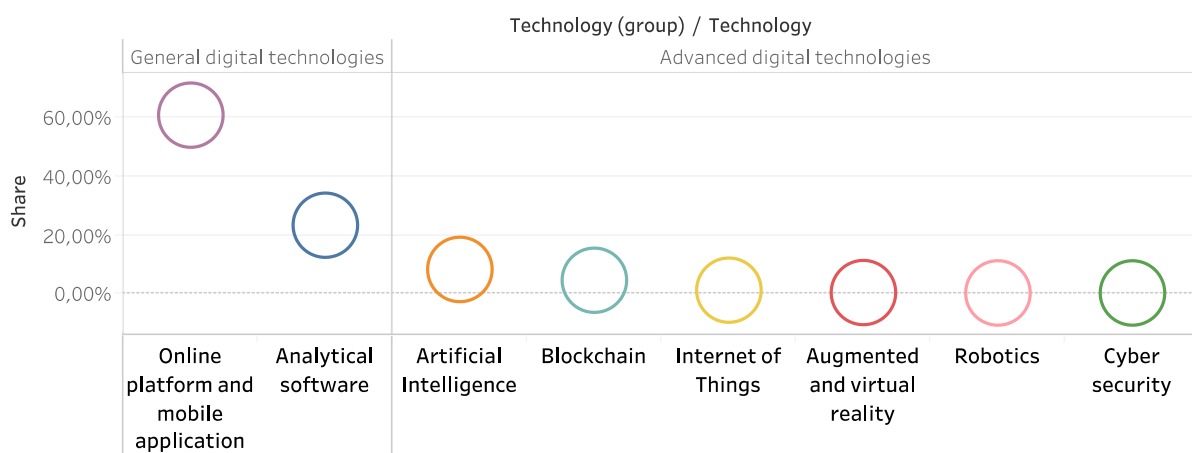 Technology (group) / Technology
General digital technologies
Advanced digital technologies
Share
60,00%
40,00%
20,00%
0,00%
Online
platform and
mobile
application
Analytical
software
Artificial
Intelligence
Blockchain
Internet of
Things
Augmented
and virtual
reality
Robotics
Cyber
security